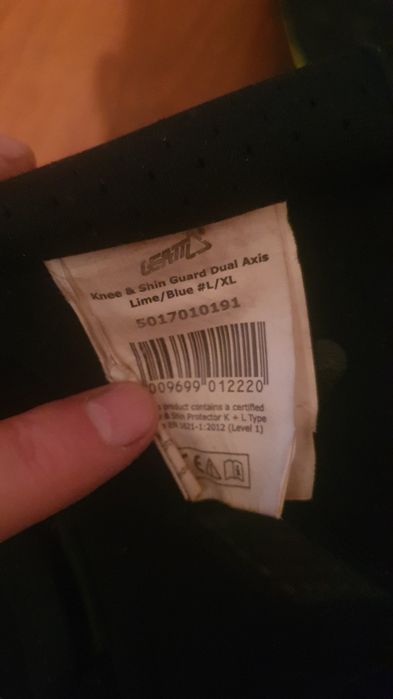 LEATT
Knee & Shin Guard Dual Axis
Lime/Blue #L/XL
5017010191
009699 012220
product contains a certified
& Shin Protector K + L Type
EN 1621-1:2012 (Level 1)
CE